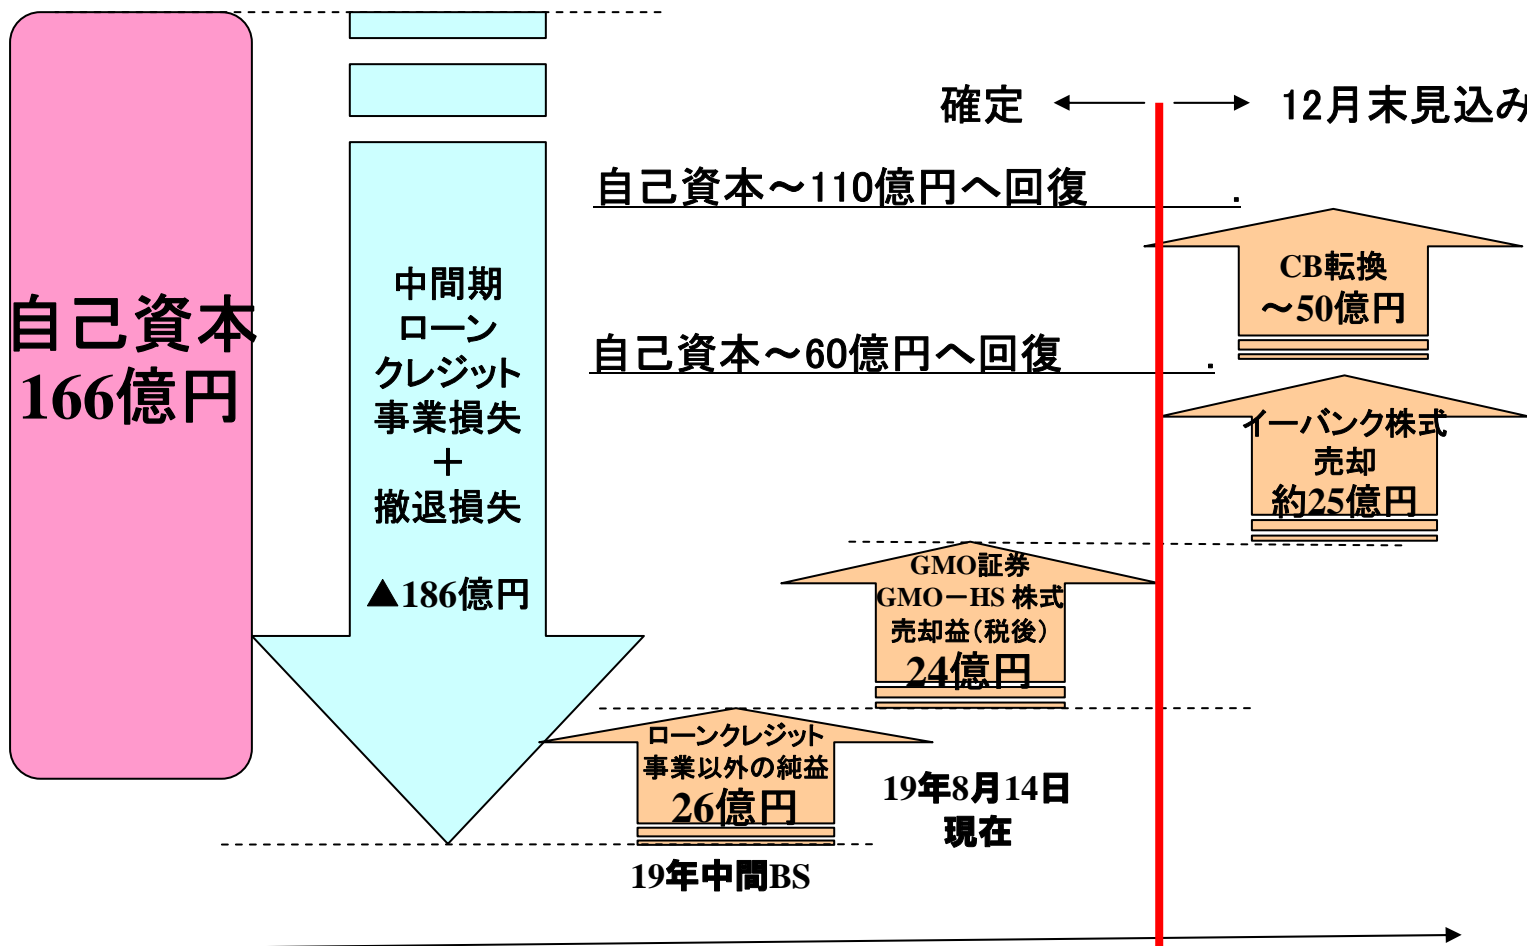 自己資本
166億円
中間期
ローン
クレジット
事業損失
+
撤退損失
▲186億円
確定
12月末見込み
自己資本~110億円へ回復 .
自己資本~60億円へ回復 .
CB転換
~50億円
イーバンク株式
売却
約25億円
GMO証券
GMO-HS 株式
売却益(税後)
24億円
ローンクレジット
事業以外の純益
26億円
19年8月14日
現在
19年中間BS